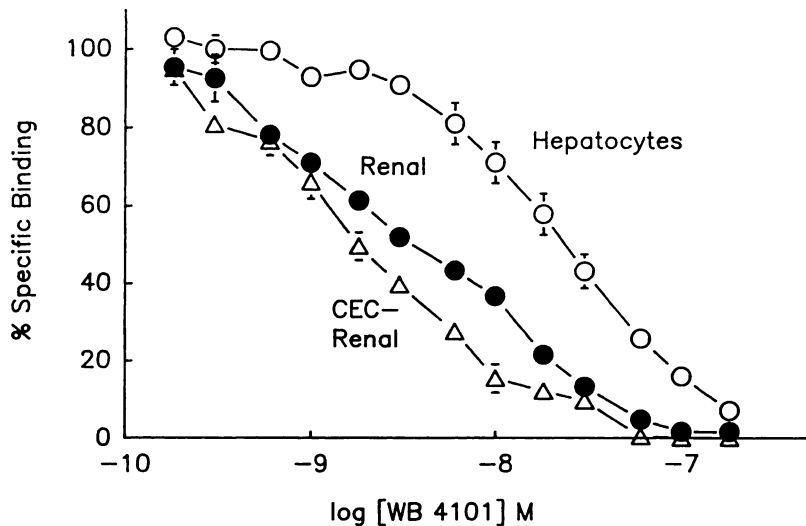 % Specific Binding
100
80
60
40
20
0
Hepatocytes
Renal
CEC–
Renal
−10
−9
−8
−7
log [WB 4101] M